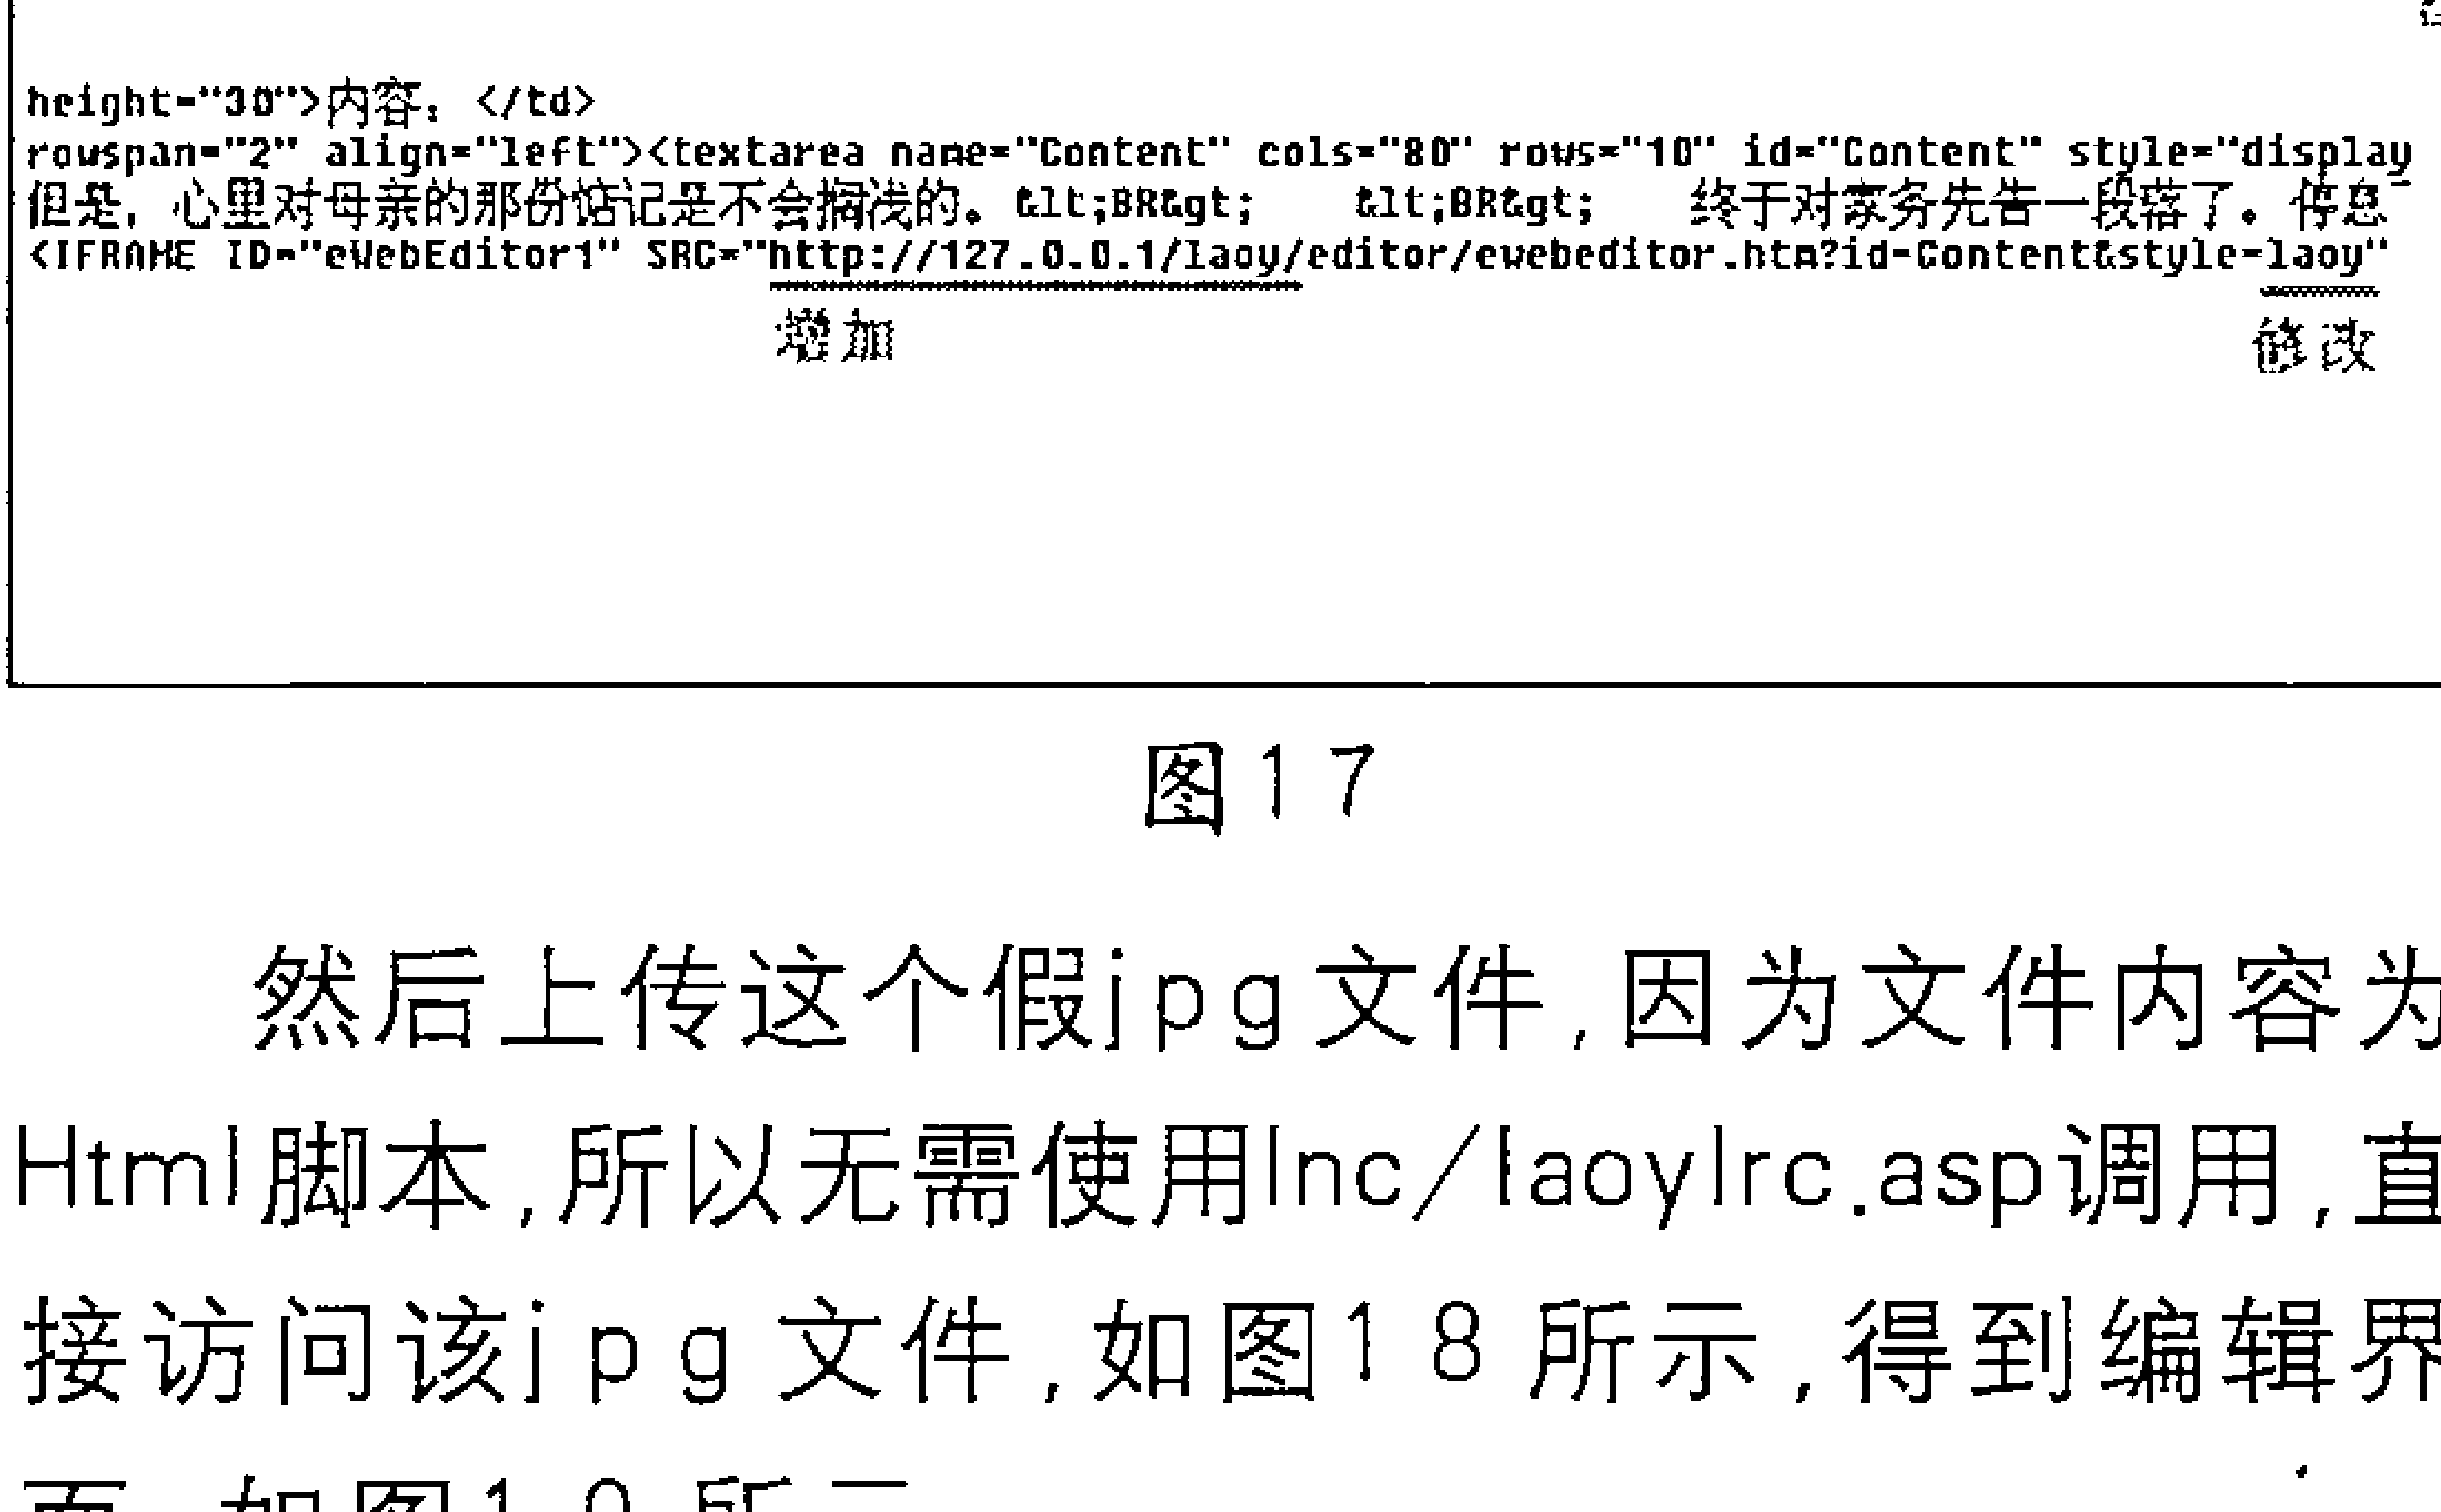 height="30">内容：</td>
rowspan="2" align="left"><textarea name="Content" cols="80" rows="10" id="Content" style="display
但是，心里对母亲的那份惦记是不会搁浅的。&lt;BR&gt; &lt;BR&gt; 终于对家务先告一段落了。停息
<IFRAME ID="eWebEditor1" SRC="http://127.0.0.1/laoy/editor/ewebeditor.htm?id=Content&style=laoy"
增加 修改
图17
然后上传这个假jpg文件,因为文件内容为
Html脚本,所以无需使用Inc/laoylrc.asp调用,直
接访问该jpg文件,如图18所示,得到编辑界
面 如图19所示